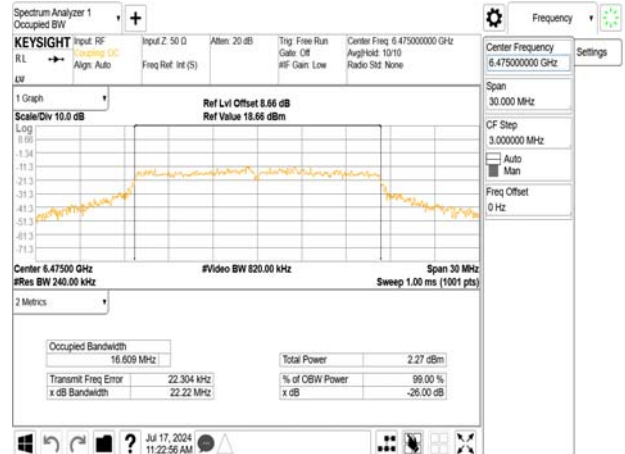 Spectrum Analyzer 1
Occupied BW
Frequency
KEYSIGHT
Input: RF
Input Z: 50 Ω
Atten: 20 dB
Trig: Free Run
Center Freq: 6.475000000 GHz
RL
Coupling: DC
Gate: Off
Avg|Hold: 10/10
Align: Auto
Freq Ref: Int (S)
#IF Gain: Low
Radio Std: None
Center Frequency
6.475000000 GHz
Settings
Span
30.000 MHz
CF Step
3.000000 MHz
Auto
Man
Freq Offset
0 Hz
1 Graph
Ref Lvl Offset 8.66 dB
Scale/Div 10.0 dB
Ref Value 18.66 dBm
Log
8.66
-1.34
-11.3
-21.3
-31.3
-41.3
-51.3
-61.3
-71.3
Center 6.47500 GHz
#Video BW 820.00 kHz
Span 30 MHz
#Res BW 240.00 kHz
Sweep 1.00 ms (1001 pts)
2 Metrics
Occupied Bandwidth
16.609 MHz
Total Power
2.27 dBm
Transmit Freq Error
22.304 kHz
% of OBW Power
99.00 %
x dB Bandwidth
22.22 MHz
x dB
-26.00 dB
?
Jul 17, 2024
11:22:56 AM